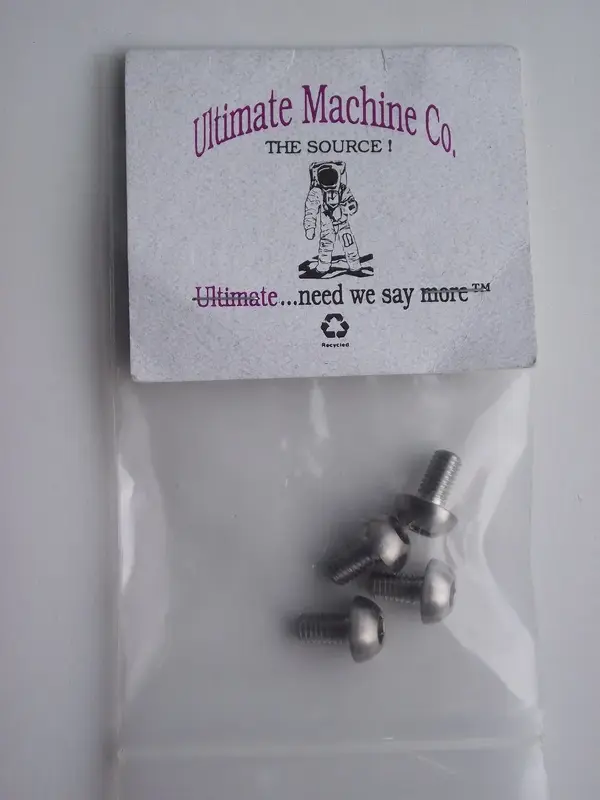 Ultimate Machine Co.
THE SOURCE !
Ultimate...need we say more™
Recycled